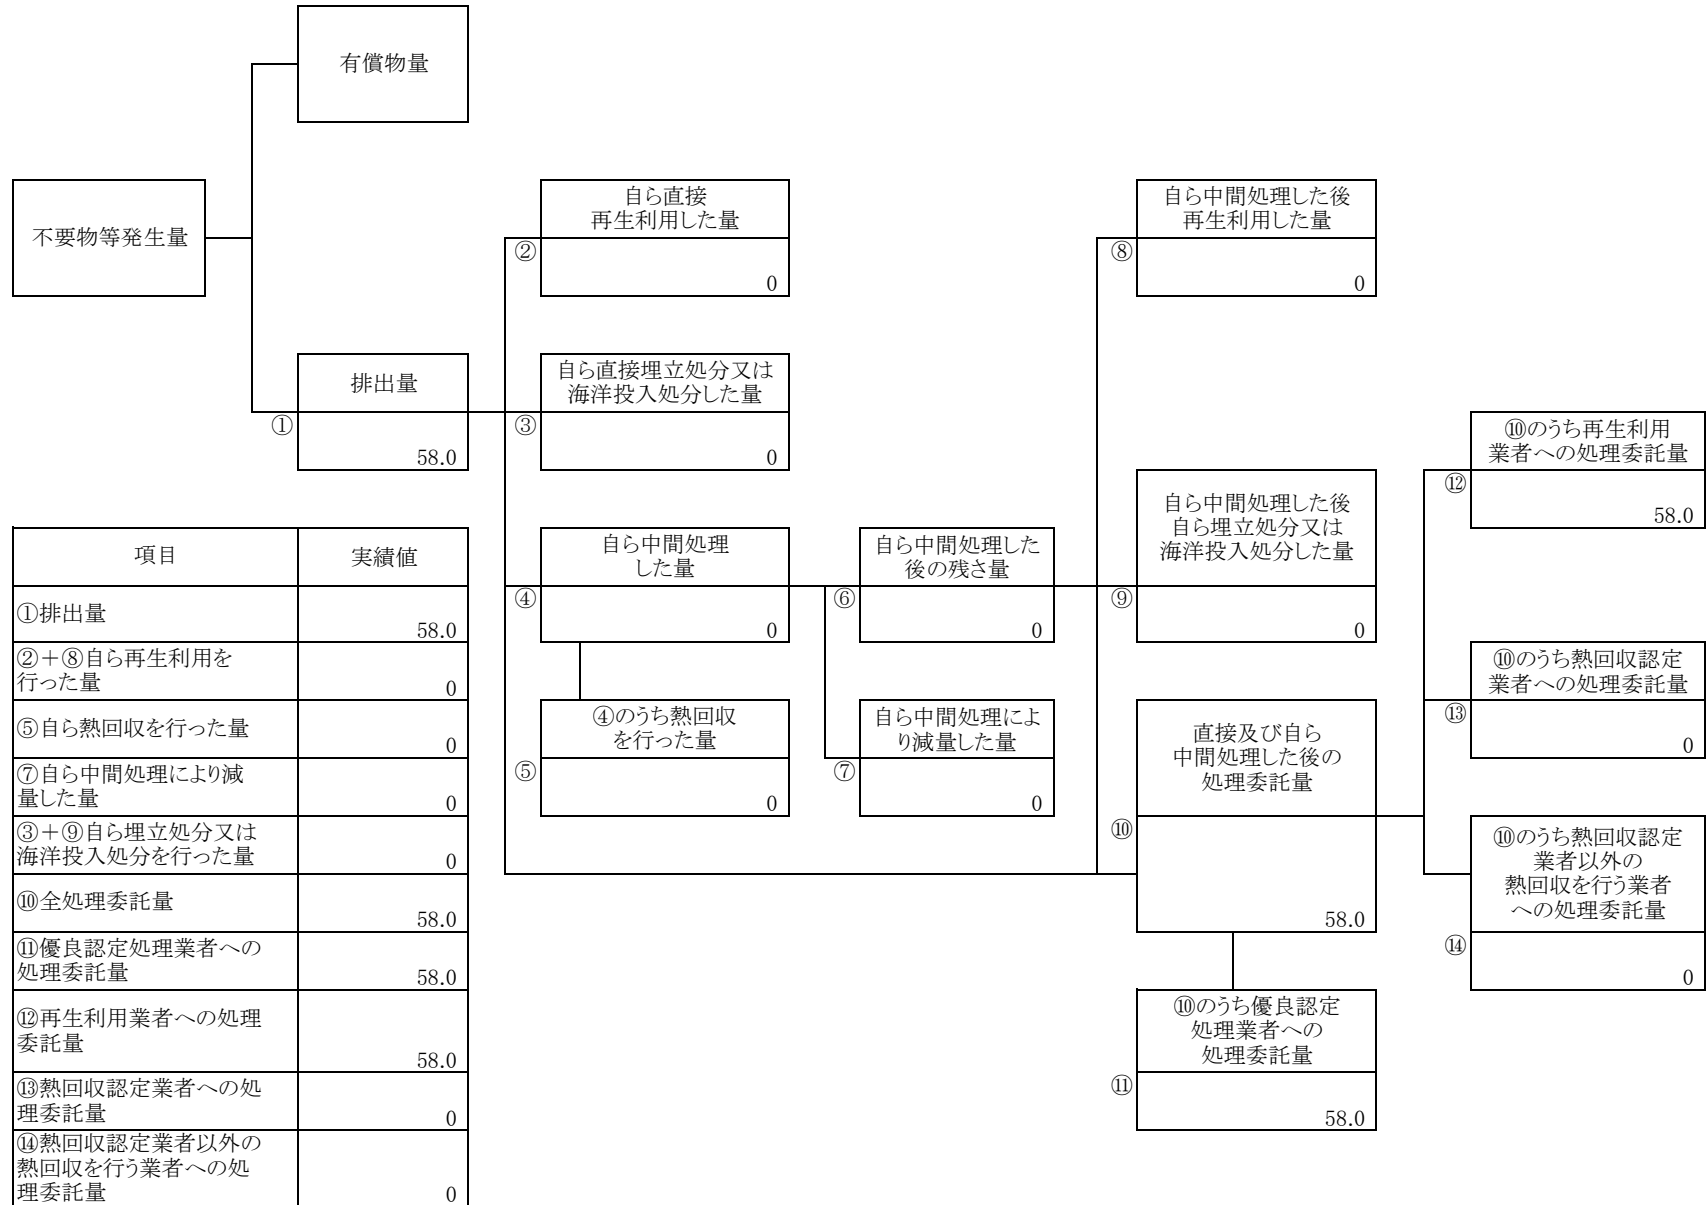 有償物量
不要物等発生量
排出量
①
58.0
自ら直接
再生利用した量
②
0
自ら直接埋立処分又は
海洋投入処分した量
③
0
自ら中間処理
した量
④
0
④のうち熱回収
を行った量
⑤
0
自ら中間処理した
後の残さ量
⑥
0
自ら中間処理によ
り減量した量
⑦
0
自ら中間処理した後
再生利用した量
⑧
0
自ら中間処理した後
自ら埋立処分又は
海洋投入処分した量
⑨
0
直接及び自ら
中間処理した後の
処理委託量
⑩
58.0
⑩のうち優良認定
処理業者への
処理委託量
⑪
58.0
⑩のうち再生利用
業者への処理委託量
⑫
58.0
⑩のうち熱回収認定
業者への処理委託量
⑬
0
⑩のうち熱回収認定
業者以外の
熱回収を行う業者
への処理委託量
⑭
0
項目 実績値
①排出量
58.0
②+⑧自ら再生利用を
行った量
0
⑤自ら熱回収を行った量
0
⑦自ら中間処理により減
量した量
0
③+⑨自ら埋立処分又は
海洋投入処分を行った量
0
⑩全処理委託量
58.0
⑪優良認定処理業者への
処理委託量
58.0
⑫再生利用業者への処理
委託量
58.0
⑬熱回収認定業者への処
理委託量
0
⑭熱回収認定業者以外の
熱回収を行う業者への処
理委託量
0